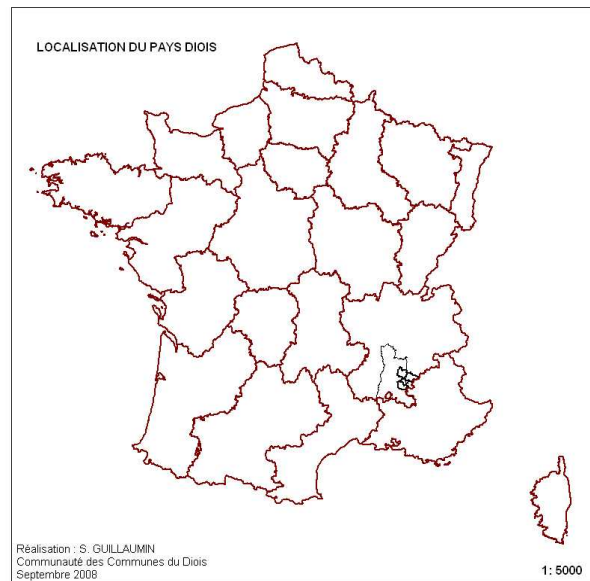 LOCALISATION DU PAYS DIOIS
Réalisation : S. GUILLAUMIN
Communauté des Communes du Diois
Septembre 2008
1: 5000